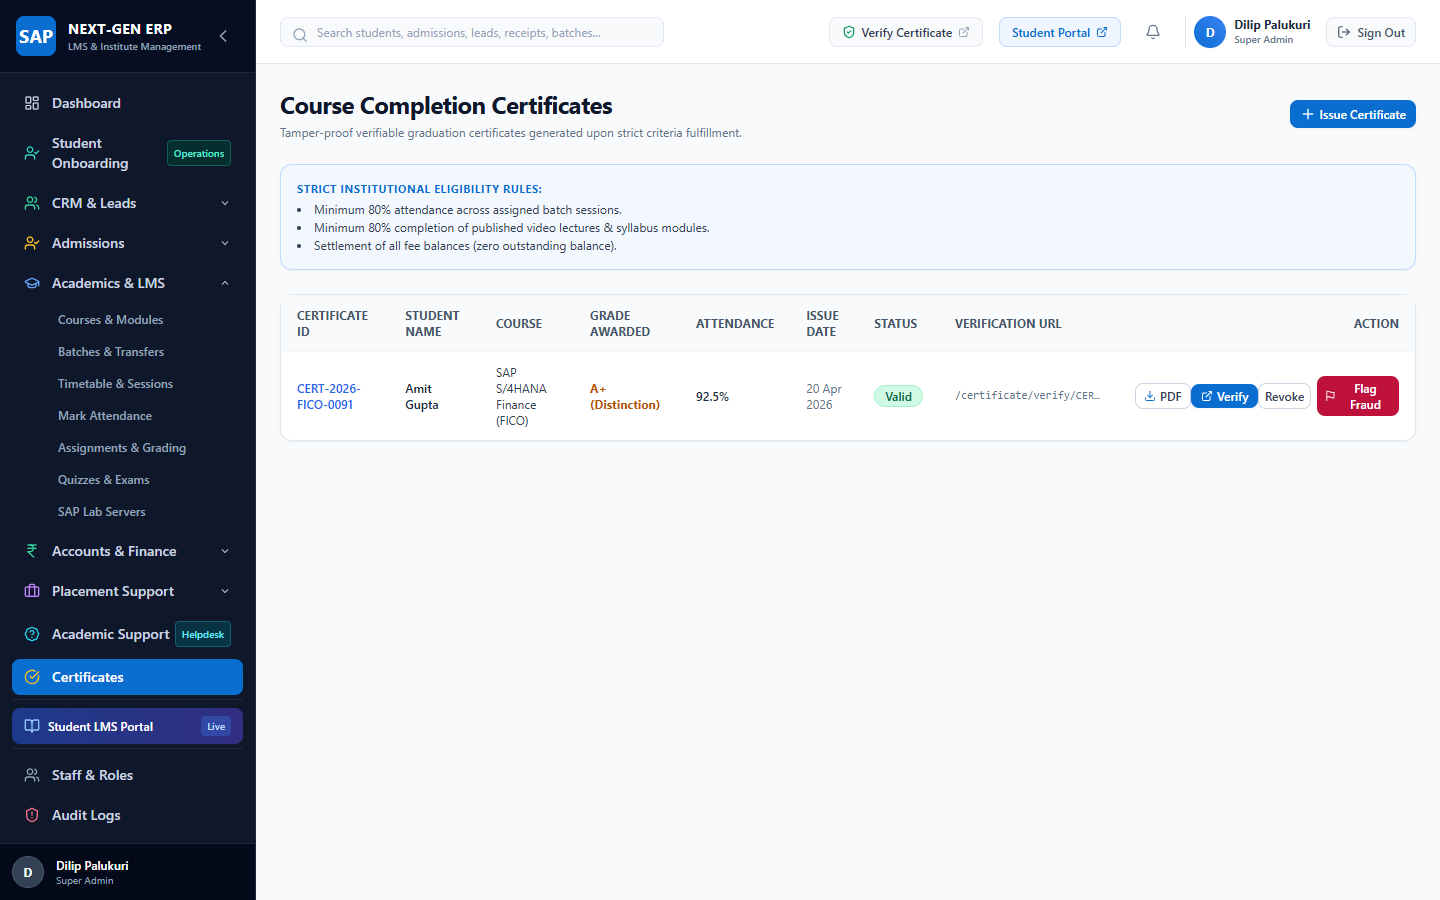 SAP
NEXT-GEN ERP
LMS & Institute Management
Search students, admissions, leads, receipts, batches...
Verify Certificate
Student Portal
D
Dilip Palukuri
Super Admin
Sign Out
Dashboard
Student
Onboarding
Operations
CRM & Leads
Admissions
Academics & LMS
Courses & Modules
Batches & Transfers
Timetable & Sessions
Mark Attendance
Assignments & Grading
Quizzes & Exams
SAP Lab Servers
Accounts & Finance
Placement Support
Academic Support
Helpdesk
Certificates
Student LMS Portal
Live
Staff & Roles
Audit Logs
D
Dilip Palukuri
Super Admin
Course Completion Certificates
Tamper-proof verifiable graduation certificates generated upon strict criteria fulfillment.
Issue Certificate
STRICT INSTITUTIONAL ELIGIBILITY RULES:
• Minimum 80% attendance across assigned batch sessions.
• Minimum 80% completion of published video lectures & syllabus modules.
• Settlement of all fee balances (zero outstanding balance).
CERTIFICATE
ID
STUDENT
NAME
COURSE
GRADE
AWARDED
ATTENDANCE
ISSUE
DATE
STATUS
VERIFICATION URL
ACTION
CERT-2026-
FICO-0091
Amit
Gupta
SAP
S/4HANA
Finance
(FICO)
A+
(Distinction)
92.5%
20 Apr
2026
Valid
/certificate/verify/CER…
PDF
Verify
Revoke
Flag
Fraud